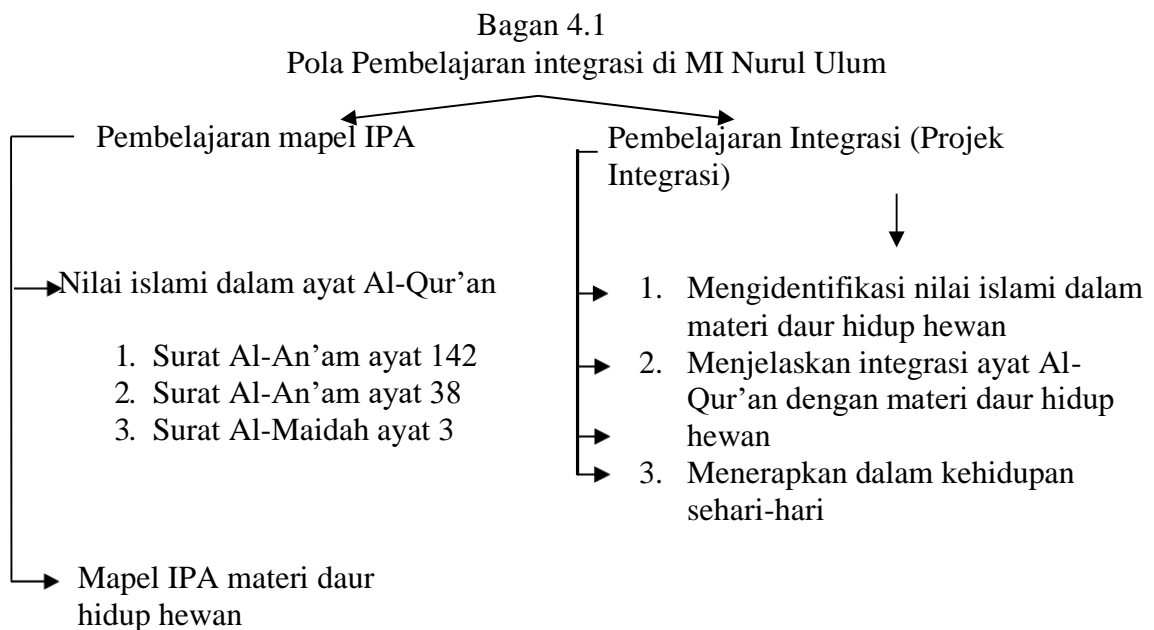 Bagan 4.1
Pola Pembelajaran integrasi di MI Nurul Ulum
Pembelajaran mapel IPA
Nilai islami dalam ayat Al-Qur’an
1. Surat Al-An’am ayat 142
2. Surat Al-An’am ayat 38
3. Surat Al-Maidah ayat 3
Mapel IPA materi daur
hidup hewan
Pembelajaran Integrasi (Projek
Integrasi)
1. Mengidentifikasi nilai islami dalam
materi daur hidup hewan
2. Menjelaskan integrasi ayat Al-
Qur’an dengan materi daur hidup
hewan
3. Menerapkan dalam kehidupan
sehari-hari